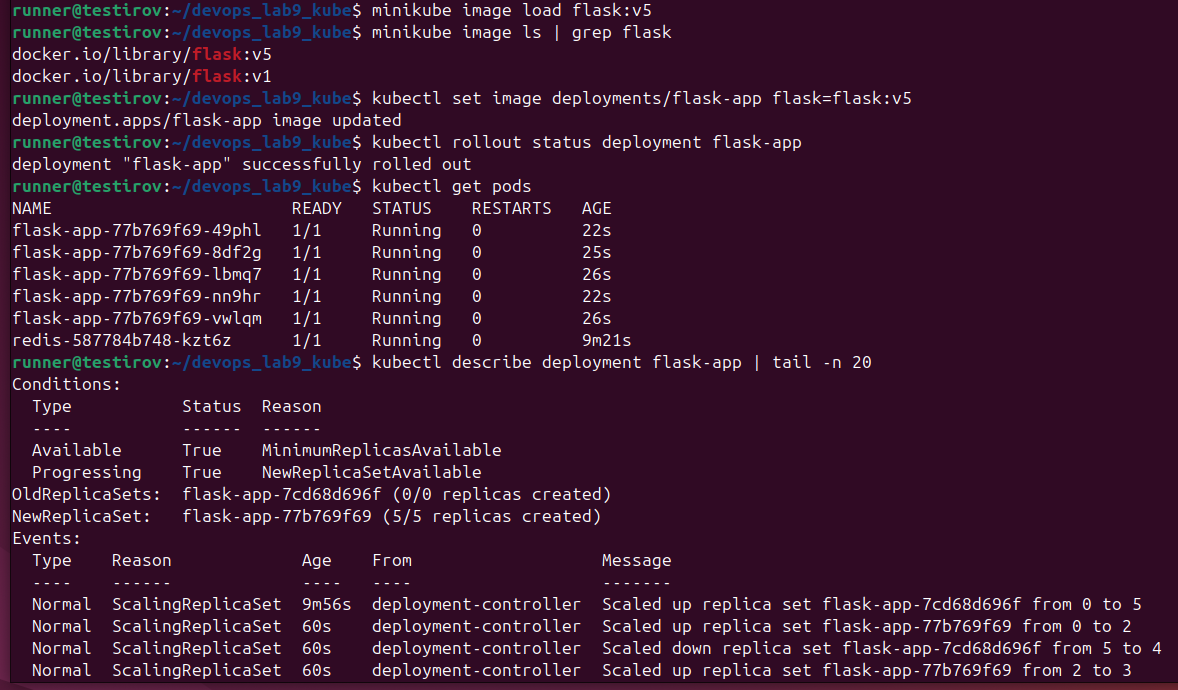 runner@testirov:~/devops_lab9_kube$ minikube image load flask:v5
runner@testirov:~/devops_lab9_kube$ minikube image ls | grep flask
docker.io/library/flask:v5
docker.io/library/flask:v1
runner@testirov:~/devops_lab9_kube$ kubectl set image deployments/flask-app flask=flask:v5
deployment.apps/flask-app image updated
runner@testirov:~/devops_lab9_kube$ kubectl rollout status deployment flask-app
deployment "flask-app" successfully rolled out
runner@testirov:~/devops_lab9_kube$ kubectl get pods
NAME                        READY   STATUS    RESTARTS   AGE
flask-app-77b769f69-49phl   1/1     Running   0          22s
flask-app-77b769f69-8df2g   1/1     Running   0          25s
flask-app-77b769f69-lbmq7   1/1     Running   0          26s
flask-app-77b769f69-nn9hr   1/1     Running   0          22s
flask-app-77b769f69-vwlqm   1/1     Running   0          26s
redis-587784b748-kzt6z      1/1     Running   0          9m21s
runner@testirov:~/devops_lab9_kube$ kubectl describe deployment flask-app | tail -n 20
Conditions:
  Type           Status  Reason
  ----           ------  ------
  Available      True    MinimumReplicasAvailable
  Progressing    True    NewReplicaSetAvailable
OldReplicaSets:  flask-app-7cd68d696f (0/0 replicas created)
NewReplicaSet:   flask-app-77b769f69 (5/5 replicas created)
Events:
  Type    Reason             Age    From                   Message
  ----    ------             ----   ----                   -------
  Normal  ScalingReplicaSet  9m56s  deployment-controller  Scaled up replica set flask-app-7cd68d696f from 0 to 5
  Normal  ScalingReplicaSet  60s    deployment-controller  Scaled up replica set flask-app-77b769f69 from 0 to 2
  Normal  ScalingReplicaSet  60s    deployment-controller  Scaled down replica set flask-app-7cd68d696f from 5 to 4
  Normal  ScalingReplicaSet  60s    deployment-controller  Scaled up replica set flask-app-77b769f69 from 2 to 3